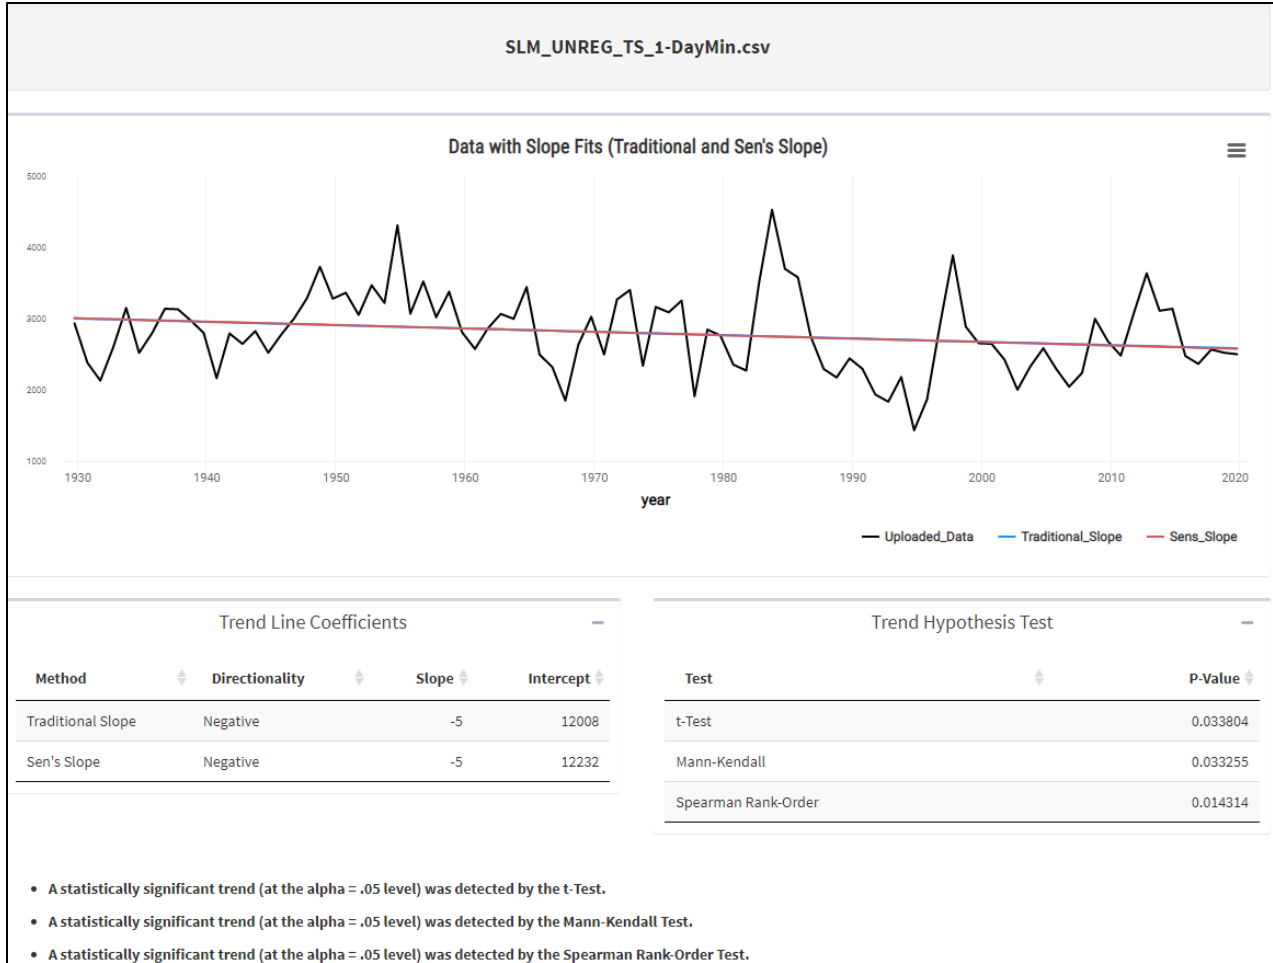 SLM_UNREG_TS_1-DayMin.csv
Data with Slope Fits (Traditional and Sen's Slope)
5000
4000
3000
2000
1000
1930 1940 1950 1960 1970 1980 1990 2000 2010 2020
year
Uploaded_Data Traditional_Slope Sens_Slope
Trend Line Coefficients
Method Directionality Slope Intercept
Traditional Slope Negative -5 12008
Sen's Slope Negative -5 12232
Trend Hypothesis Test
Test P-Value
t-Test 0.033804
Mann-Kendall 0.033255
Spearman Rank-Order 0.014314
• A statistically significant trend (at the alpha = .05 level) was detected by the t-Test.
• A statistically significant trend (at the alpha = .05 level) was detected by the Mann-Kendall Test.
• A statistically significant trend (at the alpha = .05 level) was detected by the Spearman Rank-Order Test.